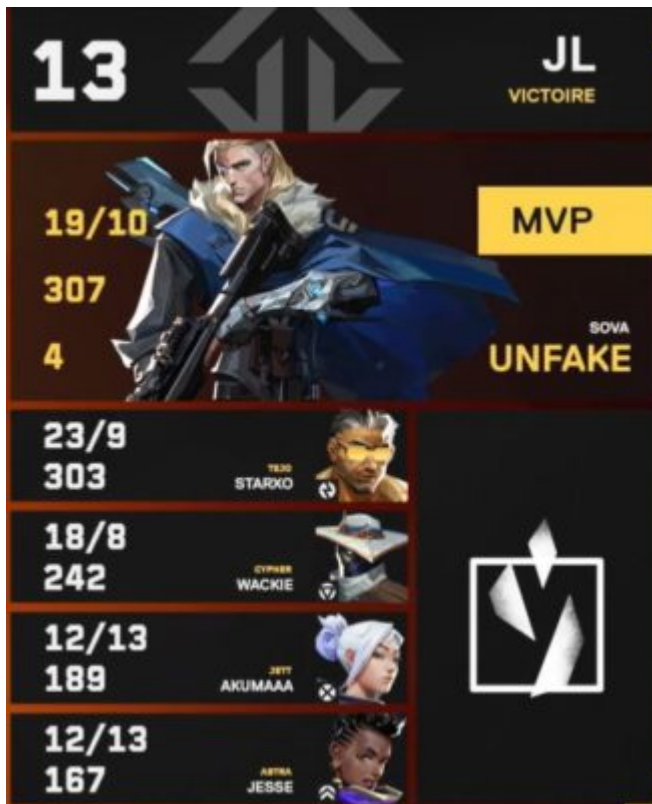 13
JL
VICTOIRE
19/10
MVP
307
SOVA
4
UNFAKE
23/9
303
TEJO
STARXO
18/8
242
CYPHER
WACKIE
12/13
189
JETT
AKUMAAA
12/13
167
ASTRA
JESSE